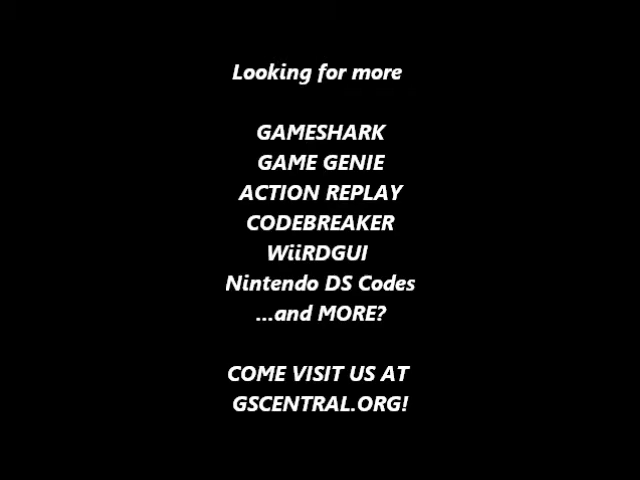 Looking for more
GAMESHARK
GAME GENIE
ACTION REPLAY
CODEBREAKER
WiiRDGUI
Nintendo DS Codes
...and MORE?
COME VISIT US AT
GSCENTRAL.ORG!